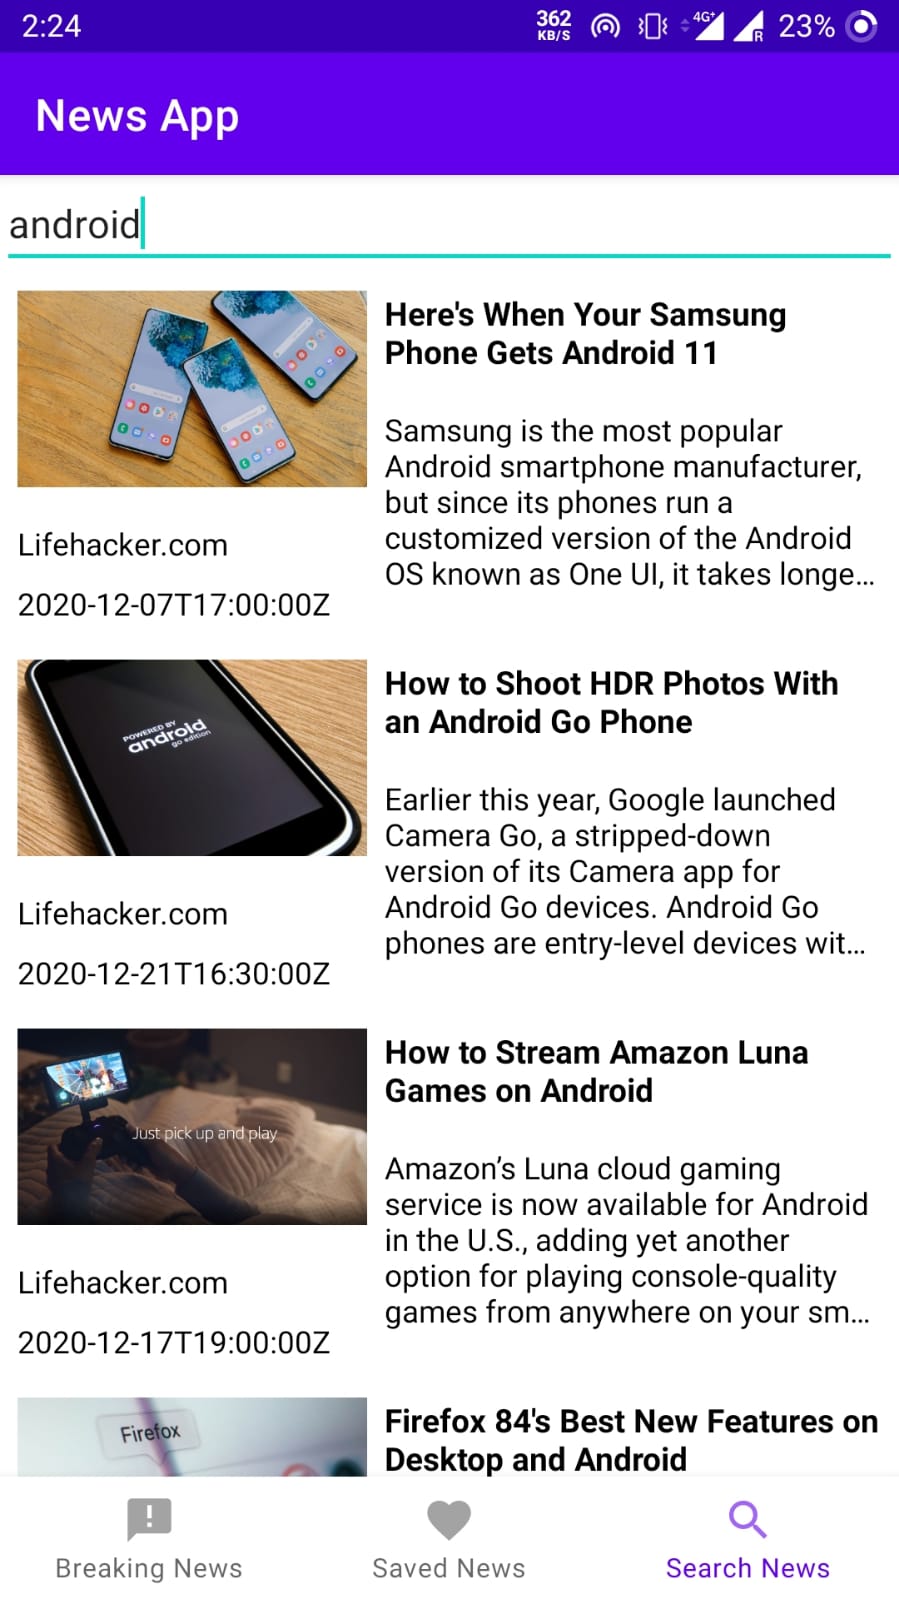 2:24
362
KB/S
4G+
R
23%
News App
android
Here's When Your Samsung
Phone Gets Android 11
Samsung is the most popular
Android smartphone manufacturer,
but since its phones run a
customized version of the Android
OS known as One UI, it takes longe…
Lifehacker.com
2020-12-07T17:00:00Z
POWERED BY
android
go edition
How to Shoot HDR Photos With
an Android Go Phone
Earlier this year, Google launched
Camera Go, a stripped-down
version of its Camera app for
Android Go devices. Android Go
phones are entry-level devices wit…
Lifehacker.com
2020-12-21T16:30:00Z
Just pick up and play
How to Stream Amazon Luna
Games on Android
Amazon’s Luna cloud gaming
service is now available for Android
in the U.S., adding yet another
option for playing console-quality
games from anywhere on your sm…
Lifehacker.com
2020-12-17T19:00:00Z
Firefox
Firefox 84's Best New Features on
Desktop and Android
Breaking News
Saved News
Search News